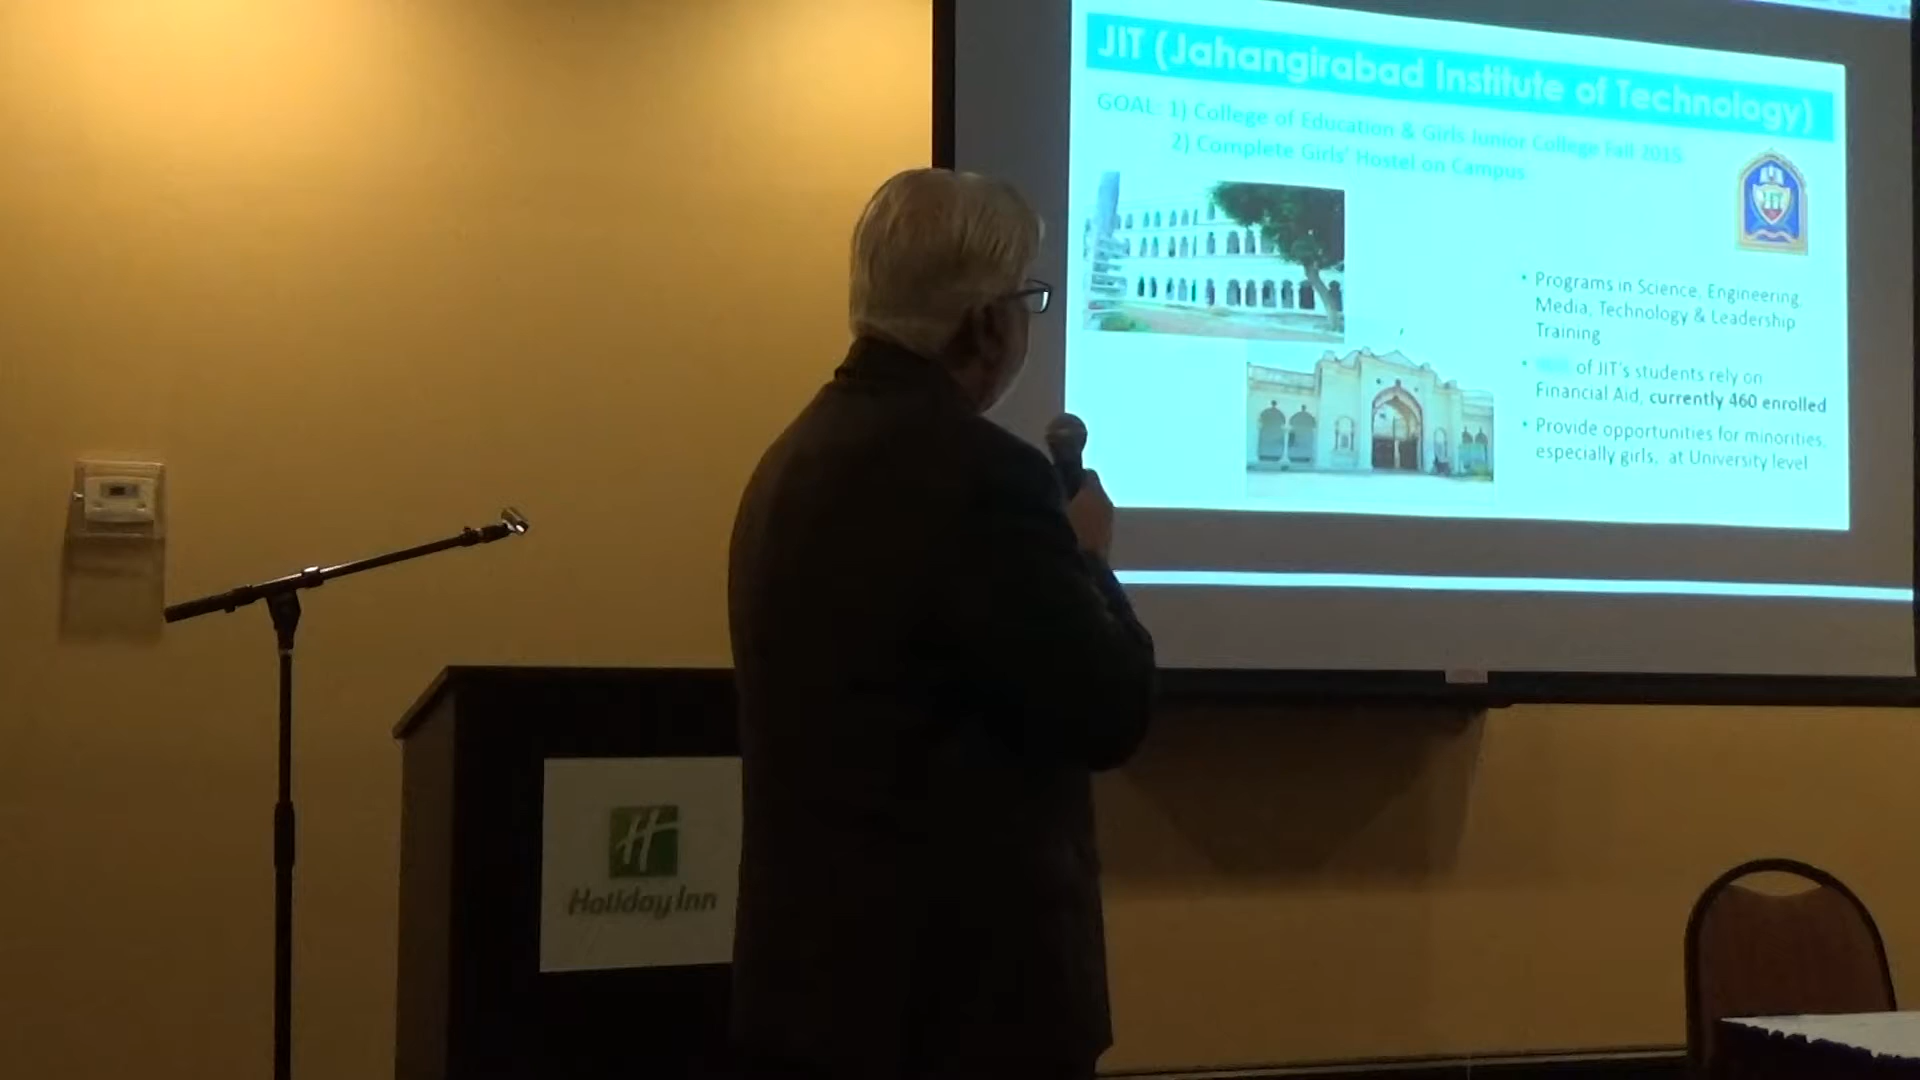 JIT (Jahangirabad Institute of Technology)
GOAL: 1) College of Education & Girls Junior College Fall 2015
2) Complete Girls' Hostel on Campus
JIT
• Programs in Science, Engineering,
Media, Technology & Leadership
Training
• of JIT's students rely on
Financial Aid, currently 460 enrolled
• Provide opportunities for minorities,
especially girls, at University level
H
Holiday Inn